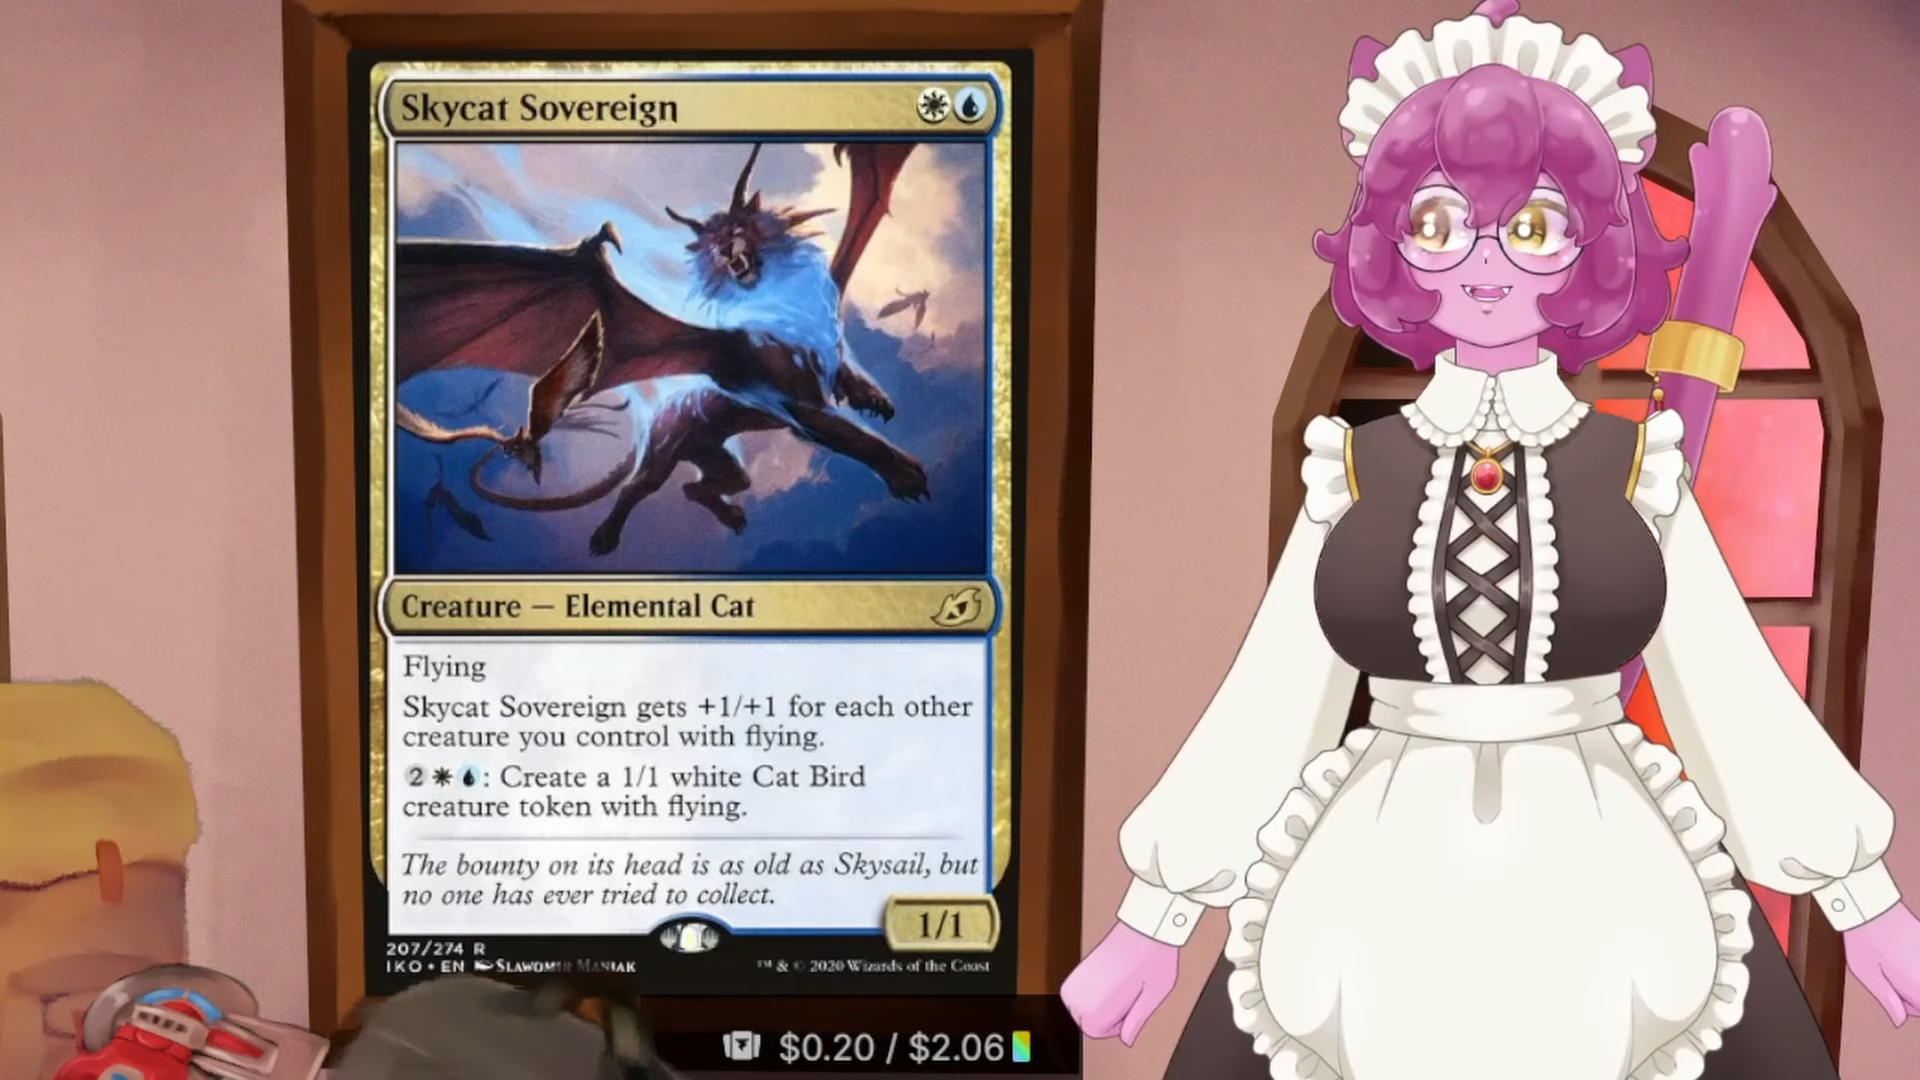 Skycat Sovereign
Creature — Elemental Cat
Flying
Skycat Sovereign gets +1/+1 for each other
creature you control with flying.
2: Create a 1/1 white Cat Bird
creature token with flying.
The bounty on its head is as old as Skysail, but
no one has ever tried to collect.
1/1
207/274 R
IKO • EN SLAWOMIR MANIAK
™ & © 2020 Wizards of the Coast
$0.20 / $2.06